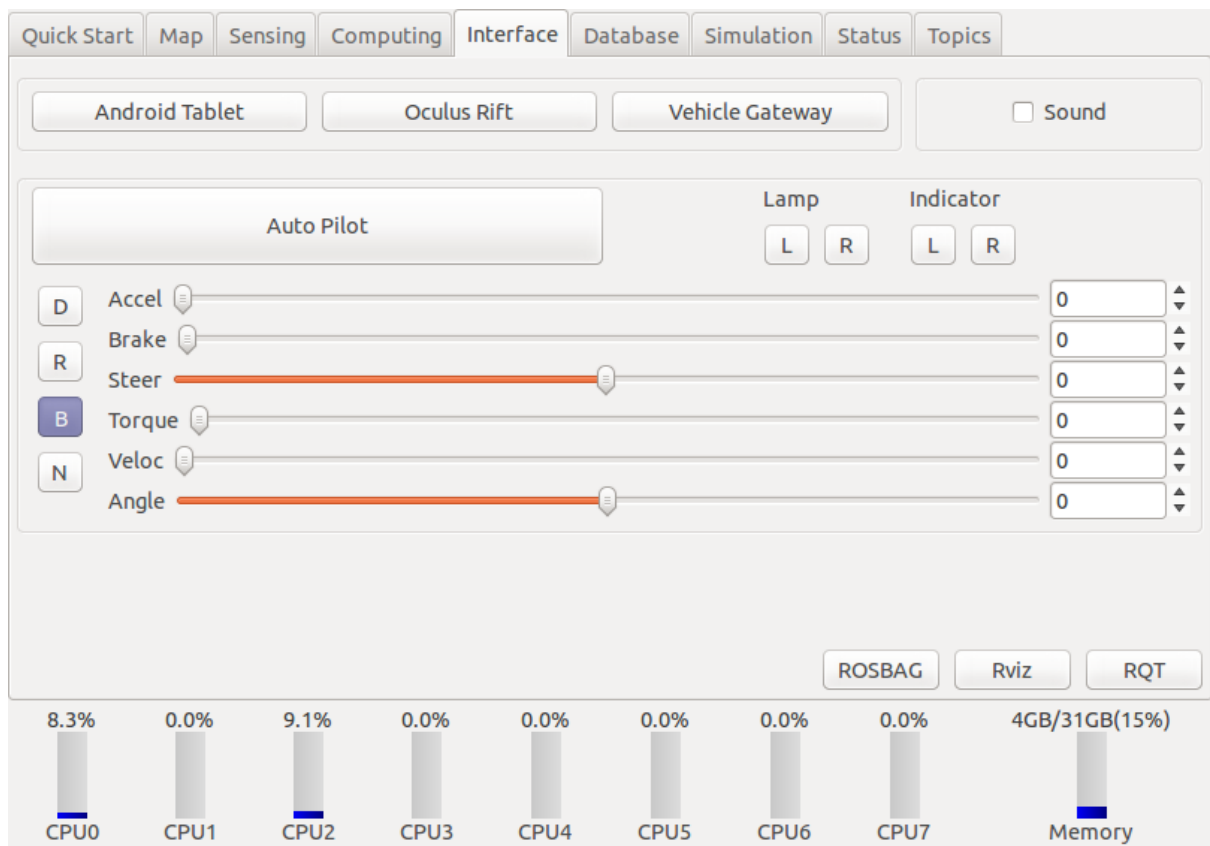 Quick Start Map Sensing Computing Interface Database Simulation Status Topics
Android Tablet Oculus Rift Vehicle Gateway Sound
Lamp Indicator
Auto Pilot L R L R
D Accel 0
Brake 0
R
Steer 0
B Torque 0
Veloc 0
N
Angle 0
ROSBAG Rviz RQT
8.3% 0.0% 9.1% 0.0% 0.0% 0.0% 0.0% 0.0% 4GB/31GB(15%)
CPU0 CPU1 CPU2 CPU3 CPU4 CPU5 CPU6 CPU7 Memory